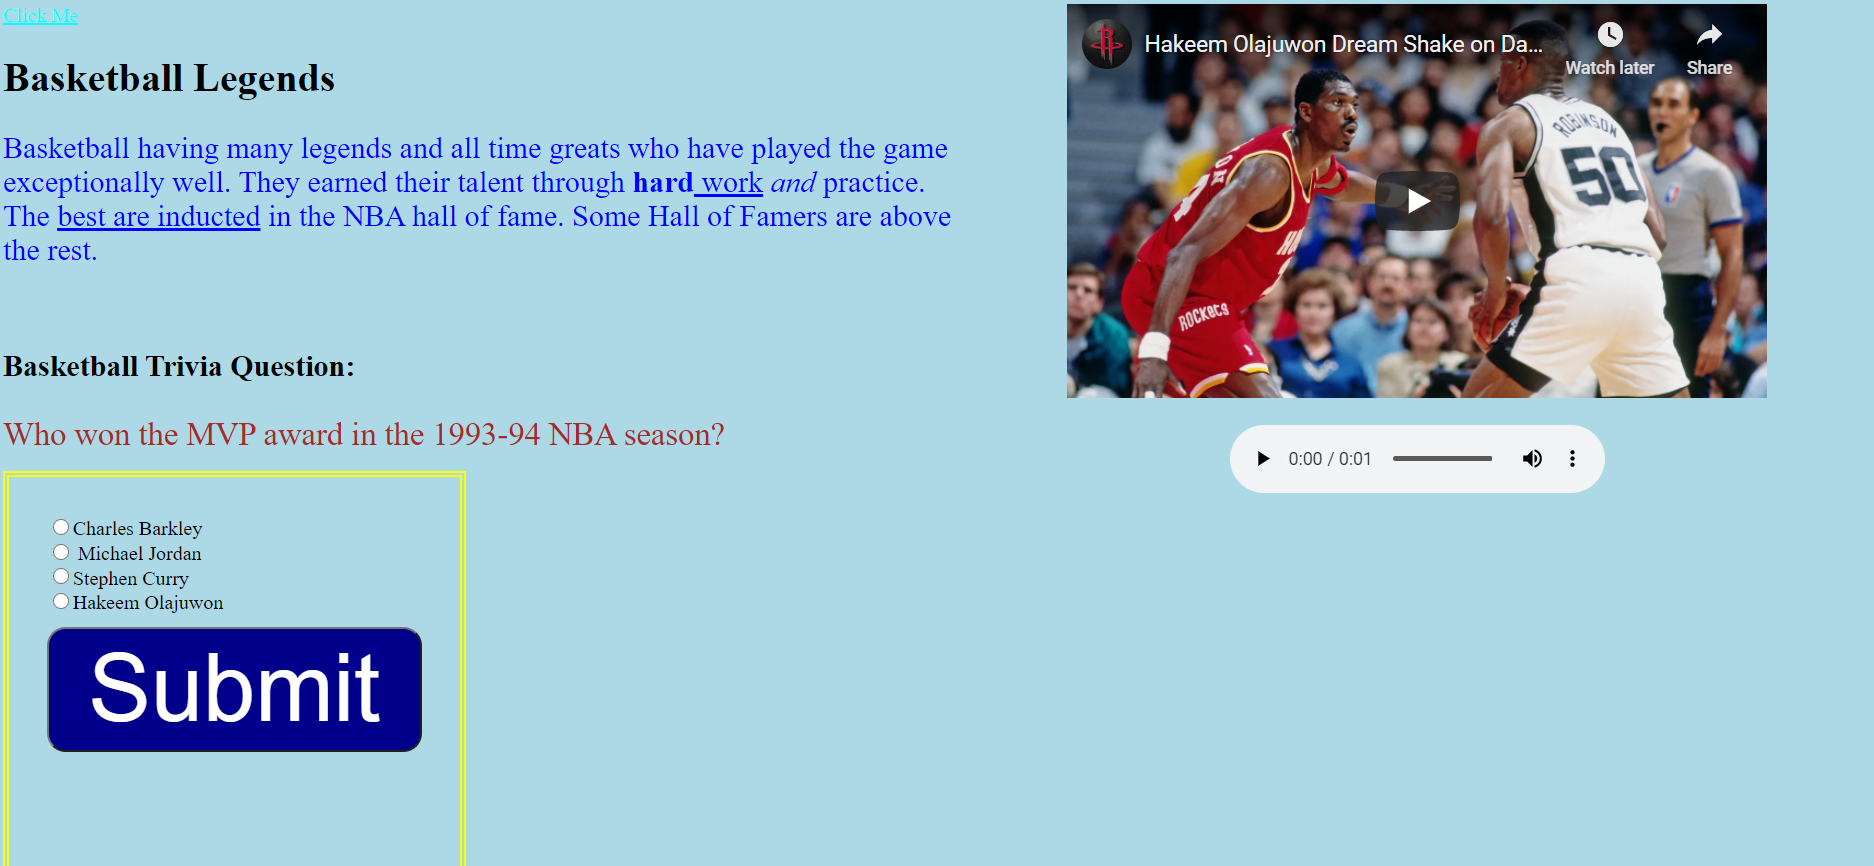 Click Me
Basketball Legends
Basketball having many legends and all time greats who have played the game
exceptionally well. They earned their talent through hard work and practice.
The best are inducted in the NBA hall of fame. Some Hall of Famers are above
the rest.
Basketball Trivia Question:
Who won the MVP award in the 1993-94 NBA season?
Charles Barkley
Michael Jordan
Stephen Curry
Hakeem Olajuwon
Submit
Hakeem Olajuwon Dream Shake on Da...
Watch later
Share
ROBINSON
50
ROCKETS
0:00 / 0:01